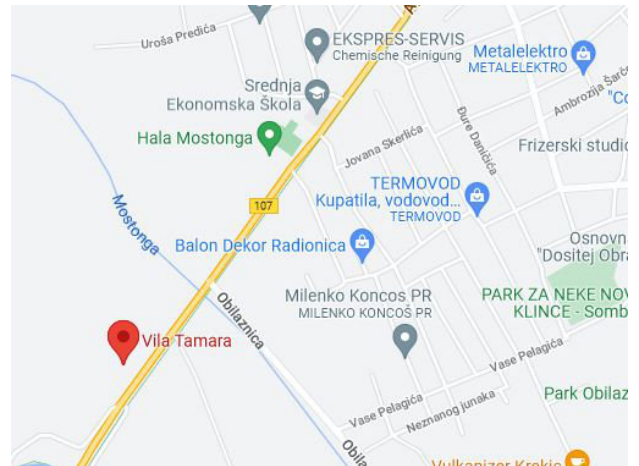 Uroša Predića
EKSPRES-SERVIS
Chemische Reinigung
Metalelektro
METALELEKTRO
Srednja
Ekonomska Škola
Ambrozija Šarč
"Co
Hala Mostonga
Jovana Skerlića
Đure Daničića
Frizerski studio
TERMOVOD
Kupatila, vodovod...
TERMOVOD
Mostonga
107
Balon Dekor Radionica
Osnovn
"Dositej Obra
Obilaznica
Milenko Koncos PR
MILENKO KONCOŠ PR
PARK ZA NEKE NOV
KLINCE - Somb
Vila Tamara
Vase Pelagića
Vase Pelagića
Neznanog junaka
Park Obilaz
Obila
Vulkanizer Krekic